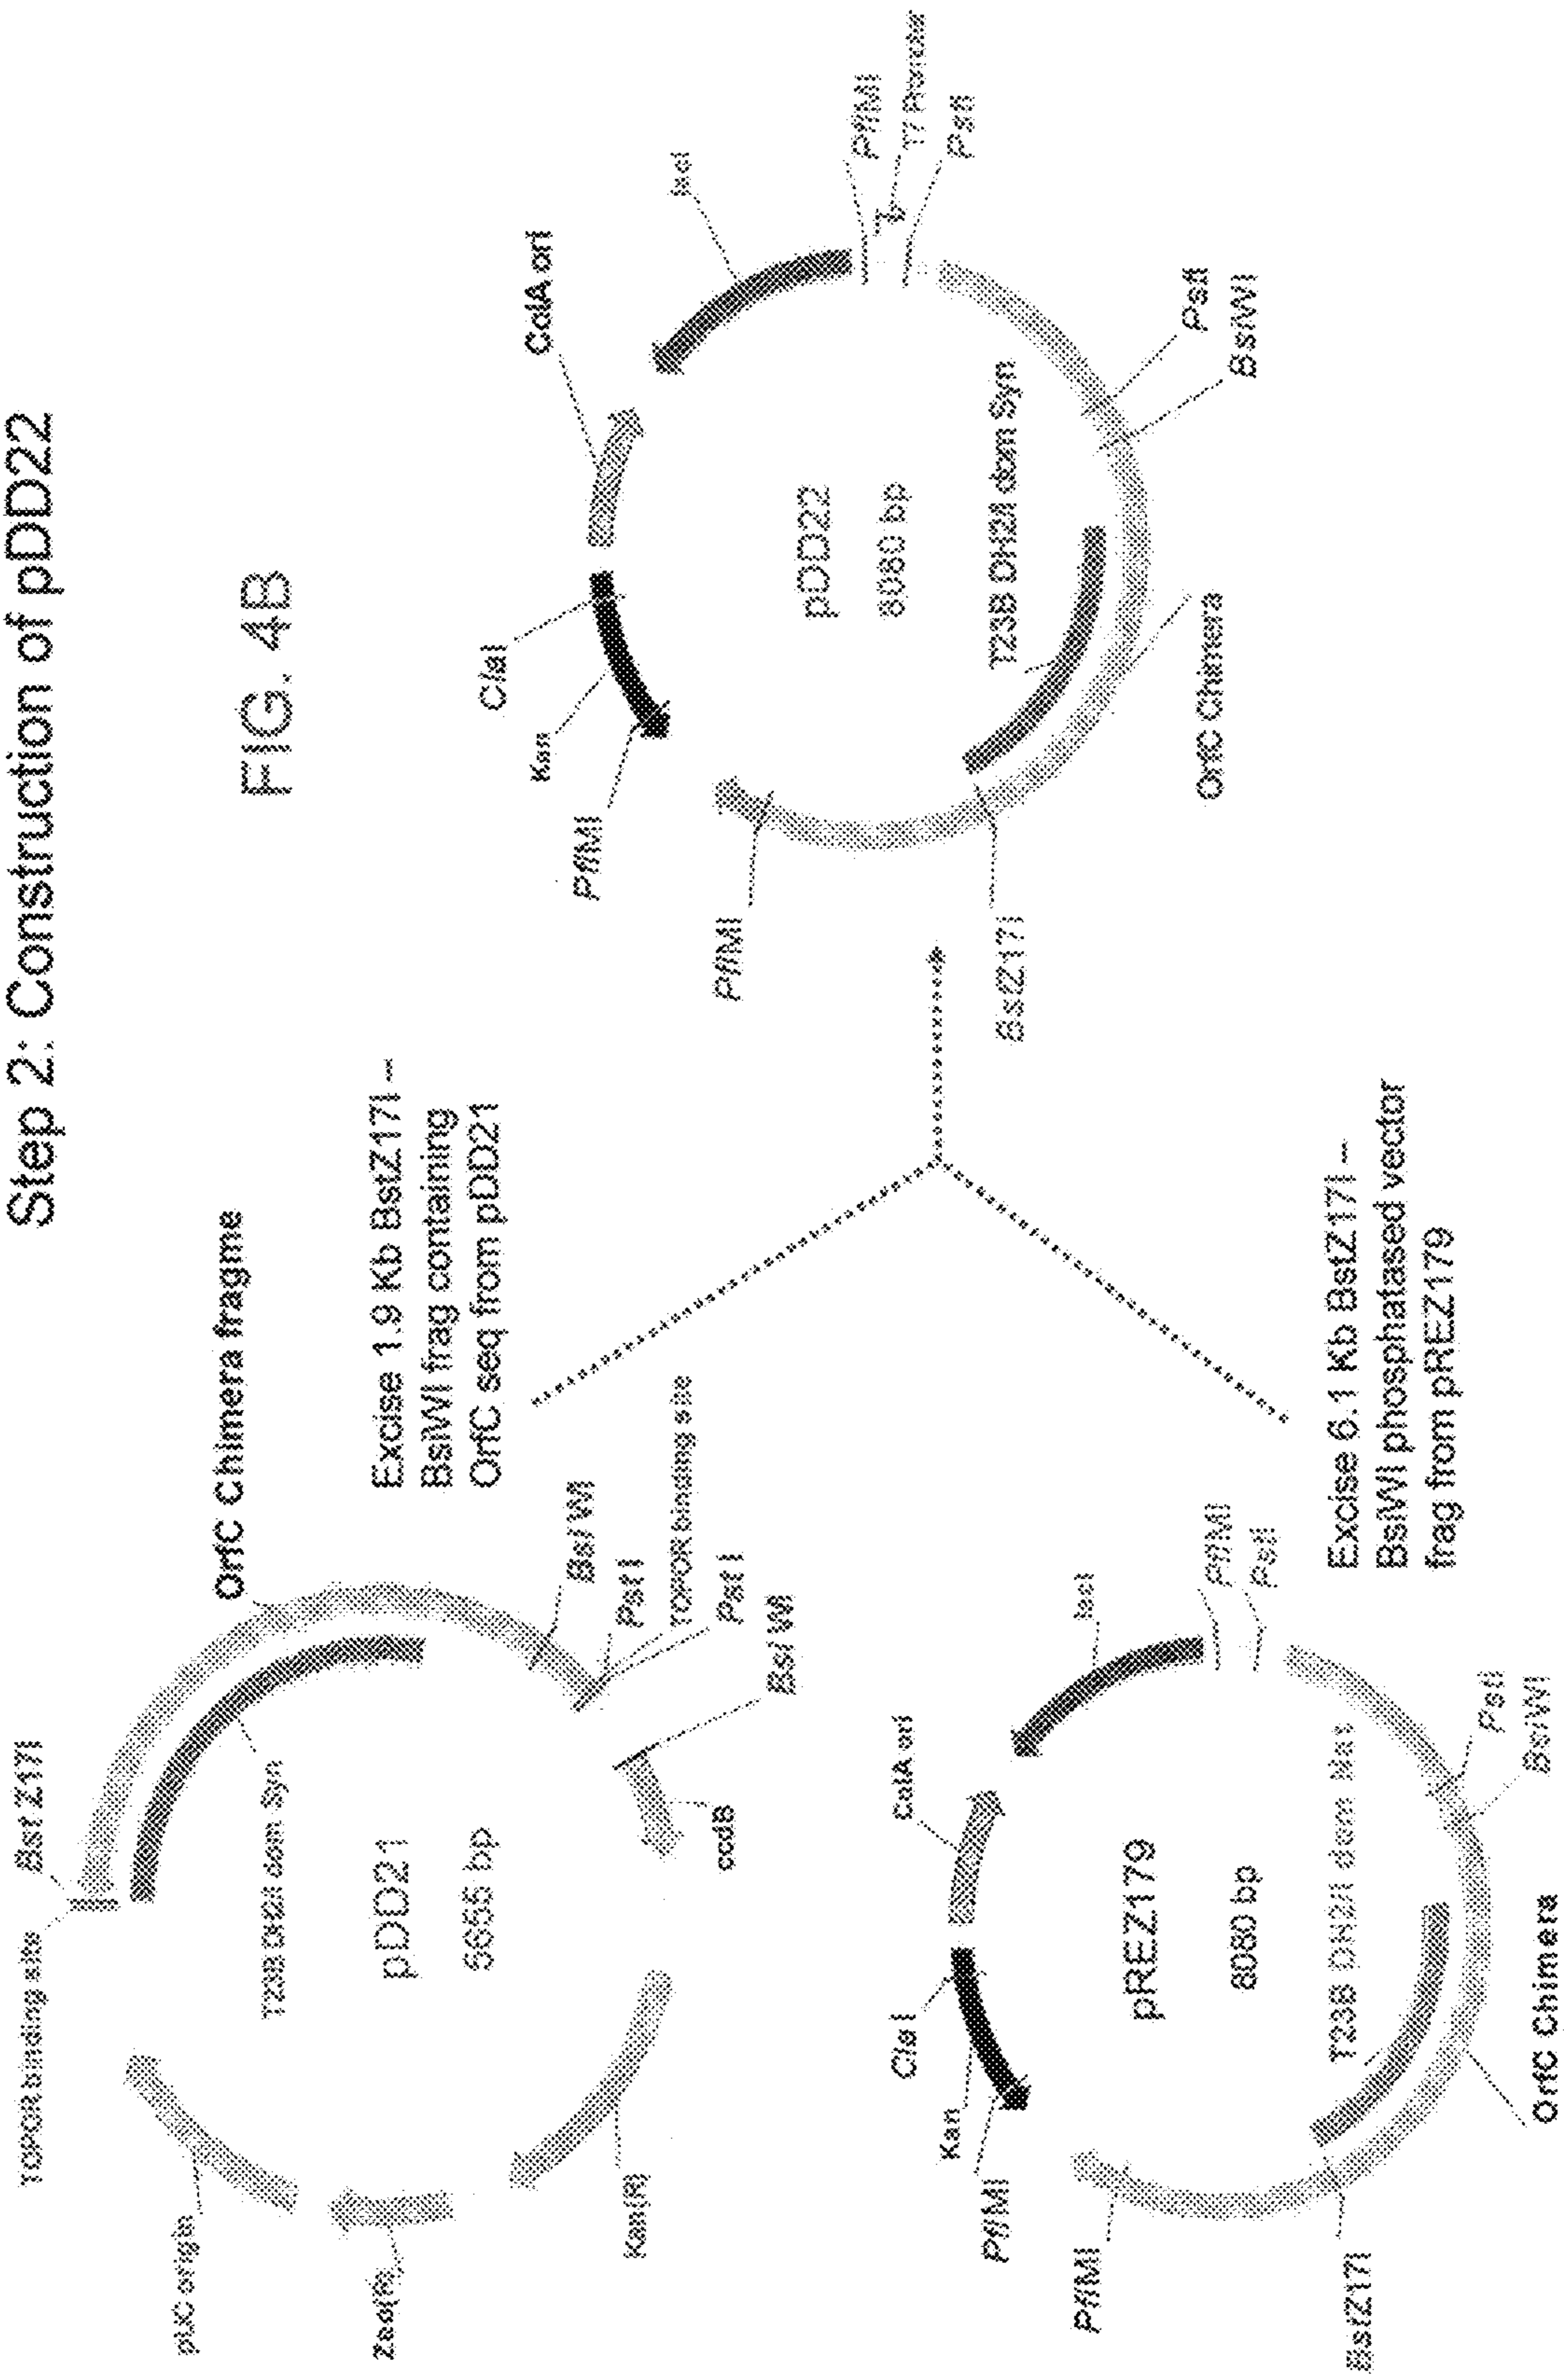 Step 2: Construction of pDD22
FIG. 4B
TOPOR binding site
Bst Z17I
OrfC Chimera fragme
pUC origin
T23B DH2/I dom Syn
Zeo(R)
pDD21
5655 bp
Bsi WI
Pst I
TOPOR binding site
Pst I
Bsi WI
Kan(R)
ccdB
Excise 1.9 Kb BstZ17I –
BsiWI frag containing
OrfC seq from pDD21
ColA ori
lacI
ClaI
Kan
PflMI
PflMI
PflMI
T7 Promoter
PstI
pDD22
8080 bp
T23B DH2/I dom Syn
PstI
BsiWI
BstZ17I
OrfC Chimera
ColA ori
lacI
Cla I
Kan
PflMI
PflMI
PflMI
PstI
pREZ179
8080 bp
T23B DH2/I dom Nat
PstI
BsiWI
BstZ17I
OrfC Chimera
Excise 6.1 Kb BstZ17I –
BsiWI phosphatased vector
frag from pREZ179